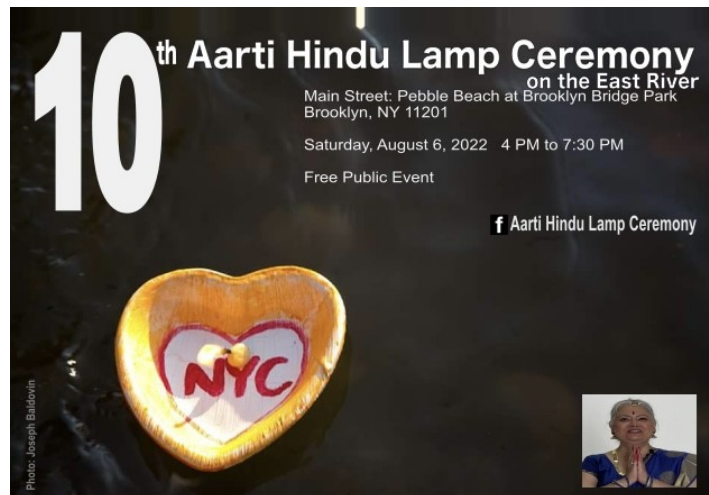 10th Aarti Hindu Lamp Ceremony
on the East River
Main Street: Pebble Beach at Brooklyn Bridge Park
Brooklyn, NY 11201
Saturday, August 6, 2022 4 PM to 7:30 PM
Free Public Event
f Aarti Hindu Lamp Ceremony
NYC
Photo: Joseph Baldovin